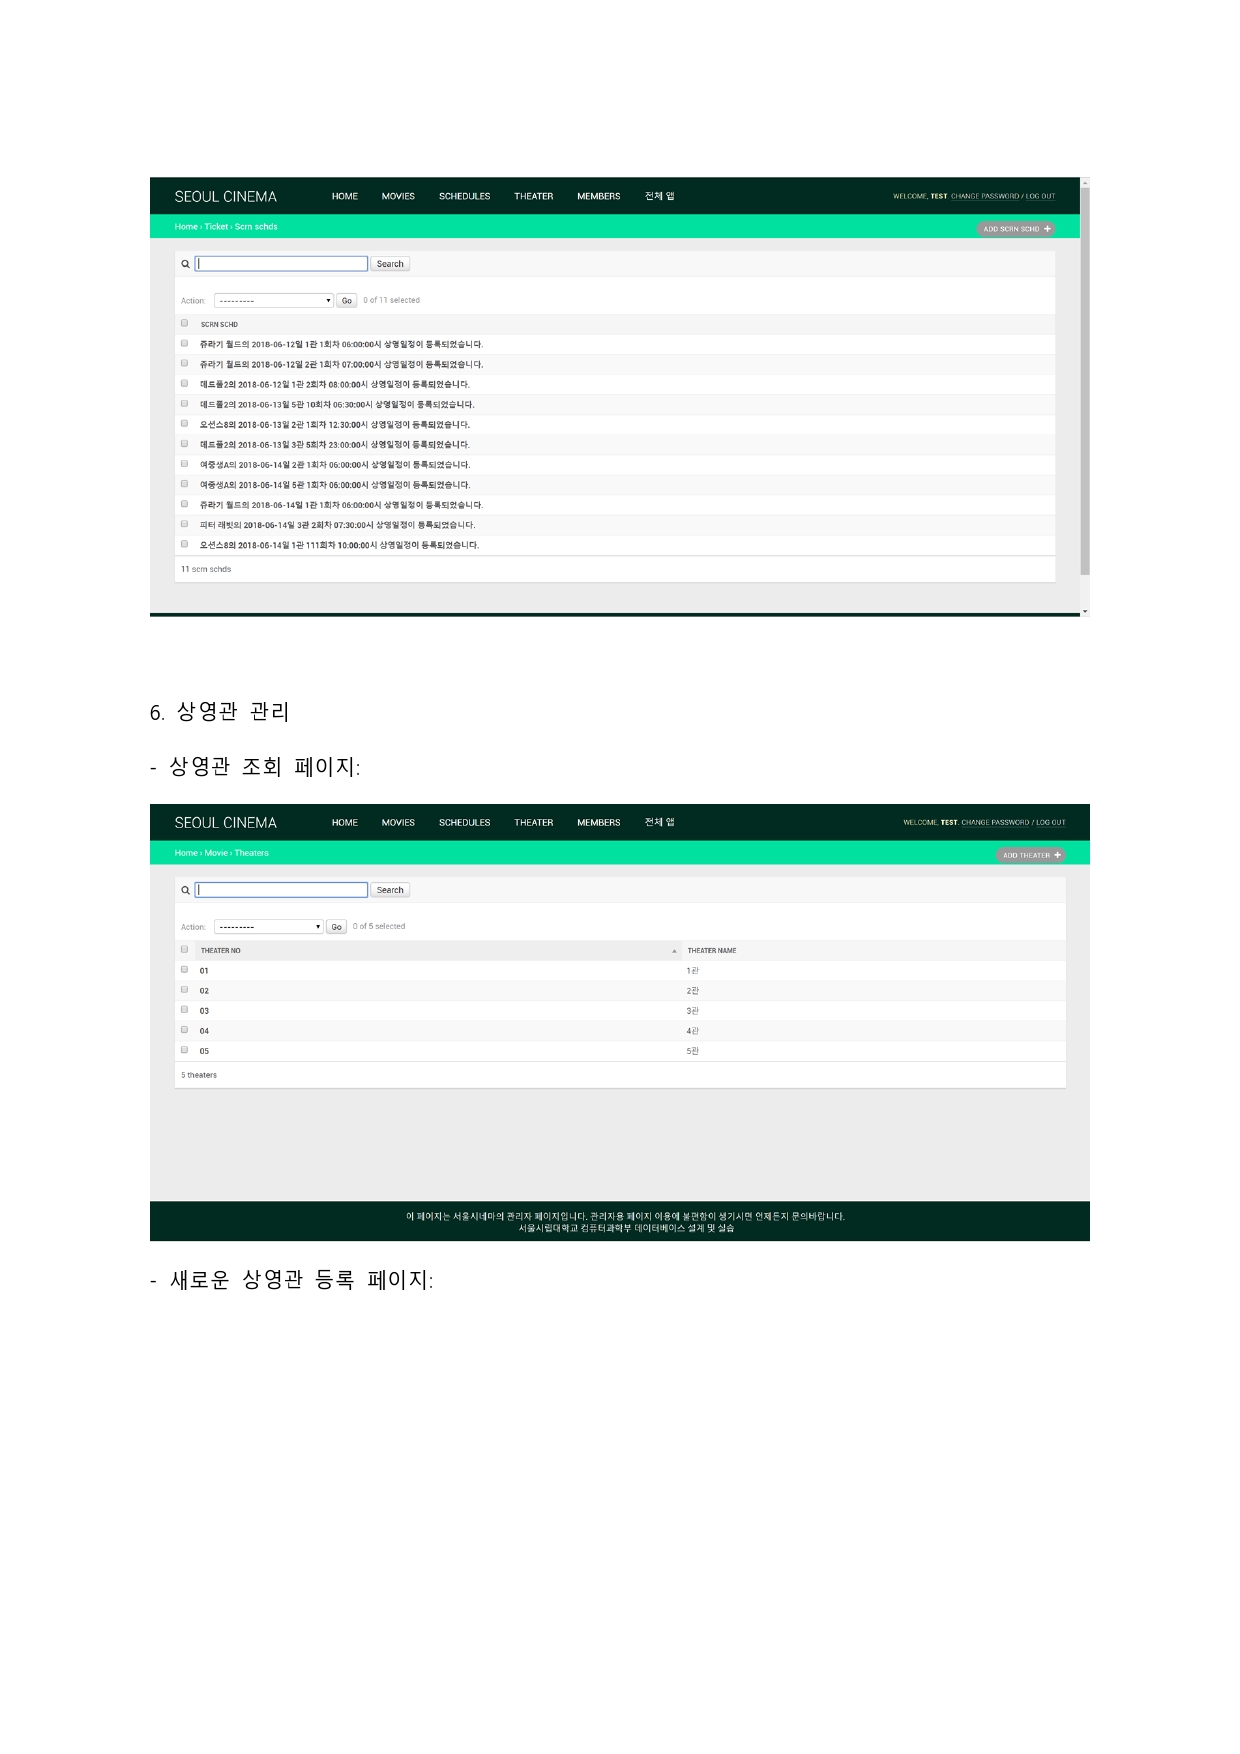 SEOUL CINEMA HOME MOVIES SCHEDULES THEATER MEMBERS 전체 앱 WELCOME, TEST. CHANGE PASSWORD / LOG OUT
Home › Ticket › Scrn schds ADD SCRN SCHD +
Search
Action: --------- Go 0 of 11 selected
SCRN SCHD
쥬라기 월드의 2018-06-12일 1관 1회차 06:00:00시 상영일정이 등록되었습니다.
쥬라기 월드의 2018-06-12일 2관 1회차 07:00:00시 상영일정이 등록되었습니다.
데드풀2의 2018-06-12일 1관 2회차 08:00:00시 상영일정이 등록되었습니다.
데드풀2의 2018-06-13일 5관 10회차 06:30:00시 상영일정이 등록되었습니다.
오션스8의 2018-06-13일 2관 1회차 12:30:00시 상영일정이 등록되었습니다.
데드풀2의 2018-06-13일 3관 5회차 23:00:00시 상영일정이 등록되었습니다.
여중생A의 2018-06-14일 2관 1회차 06:00:00시 상영일정이 등록되었습니다.
여중생A의 2018-06-14일 5관 1회차 06:00:00시 상영일정이 등록되었습니다.
쥬라기 월드의 2018-06-14일 1관 1회차 06:00:00시 상영일정이 등록되었습니다.
피터 래빗의 2018-06-14일 3관 2회차 07:30:00시 상영일정이 등록되었습니다.
오션스8의 2018-06-14일 1관 111회차 10:00:00시 상영일정이 등록되었습니다.
11 scrn schds
6. 상영관 관리
- 상영관 조회 페이지:
SEOUL CINEMA HOME MOVIES SCHEDULES THEATER MEMBERS 전체 앱 WELCOME, TEST. CHANGE PASSWORD / LOG OUT
Home › Movie › Theaters ADD THEATER +
Search
Action: --------- Go 0 of 5 selected
THEATER NO THEATER NAME
01 1관
02 2관
03 3관
04 4관
05 5관
5 theaters
이 페이지는 서울시네마의 관리자 페이지입니다. 관리자용 페이지 이용에 불편함이 생기시면 언제든지 문의바랍니다.
서울시립대학교 컴퓨터과학부 데이터베이스 설계 및 실습
- 새로운 상영관 등록 페이지: